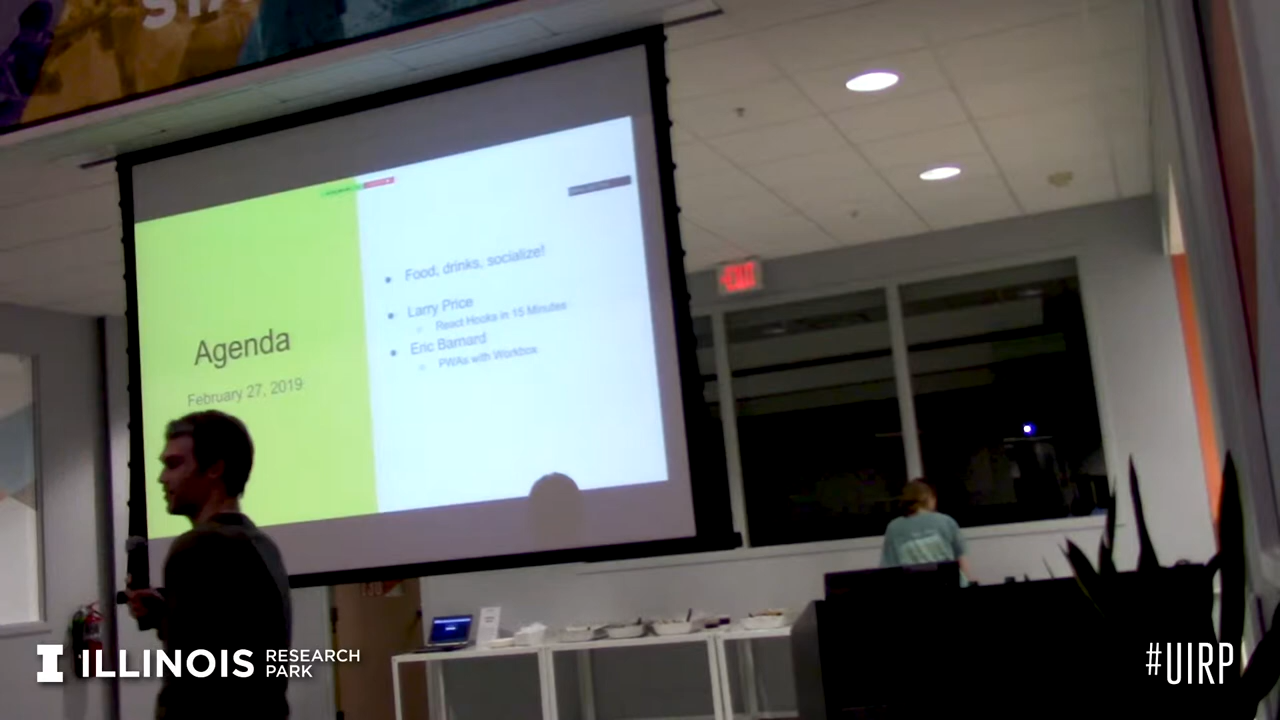 STA
Agenda
February 27, 2019
Food, drinks, socialize!
Larry Price
React Hooks in 15 Minutes
Eric Barnard
PWAs with Workbox
EXIT
ILLINOIS RESEARCH PARK
#UIRP